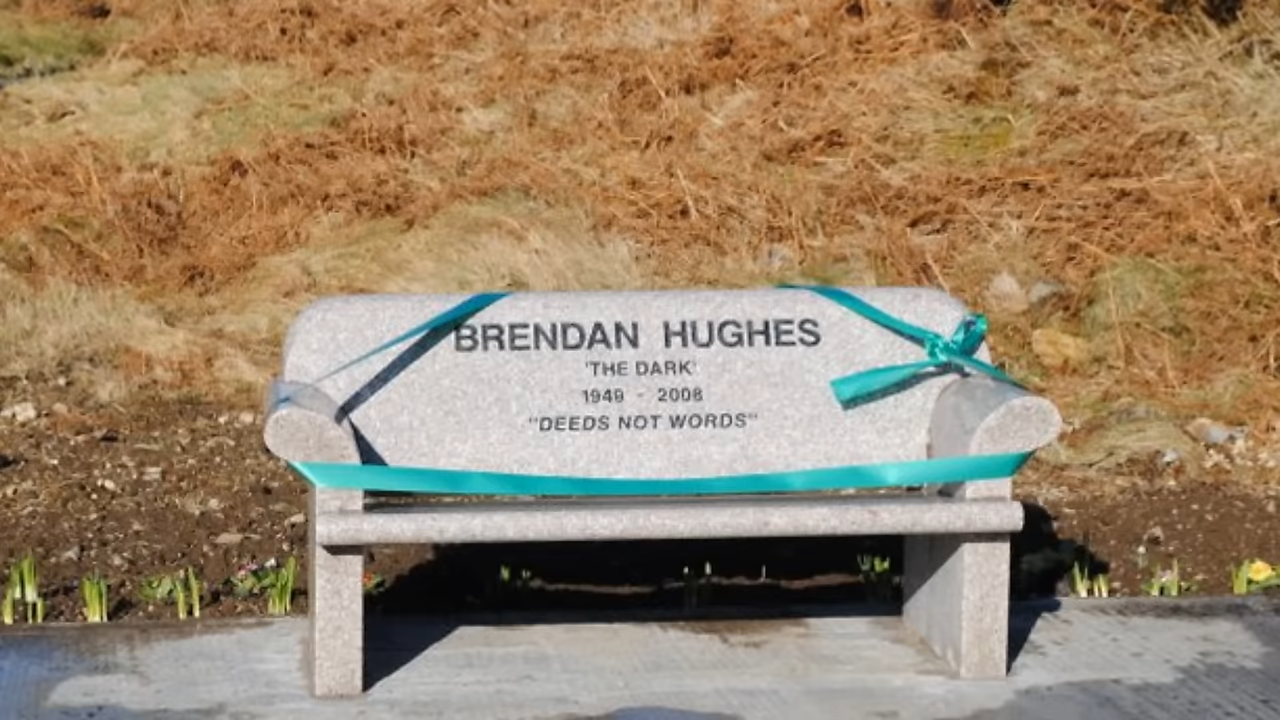 BRENDAN HUGHES
'THE DARK'
1949 - 2008
"DEEDS NOT WORDS"